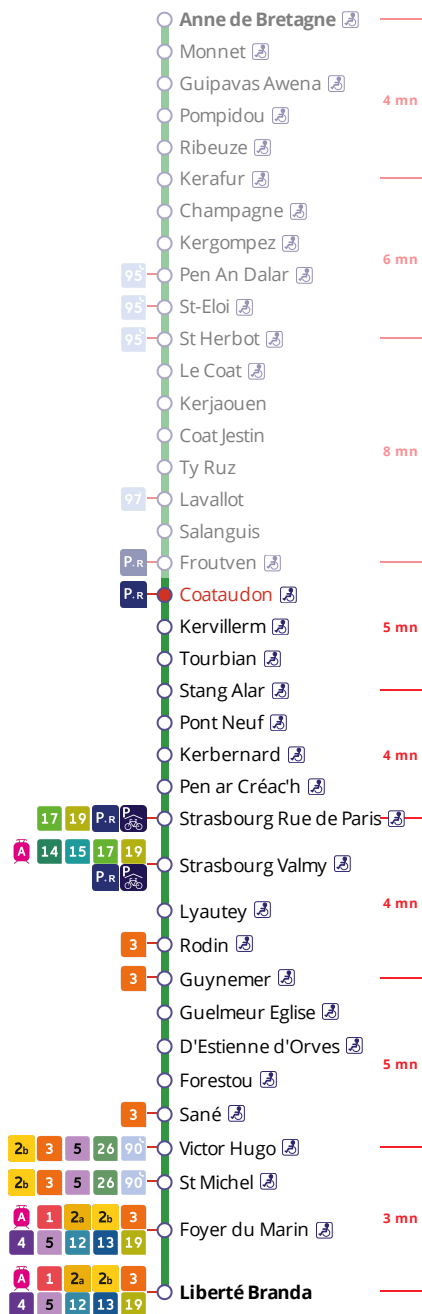 Anne de Bretagne
Monnet
Guipavas Awena
4 mn
Pompidou
Ribeuze
Kerafur
Champagne
Kergompez
6 mn
95 Pen An Dalar
95 St-Eloi
95 St Herbot
Le Coat
Kerjaouen
Coat Jestin
8 mn
Ty Ruz
97 Lavallot
Salanguis
P+R Froutven
P+R Coataudon
Kervillerm
5 mn
Tourbian
Stang Alar
Pont Neuf
Kerbernard
4 mn
Pen ar Créac'h
17 19 P+R P Strasbourg Rue de Paris
A 14 15 17 19
P+R P
Strasbourg Valmy
4 mn
Lyautey
3 Rodin
3 Guynemer
Guelmeur Eglise
D'Estienne d'Orves
5 mn
Forestou
3 Sané
2b 3 5 26 90 Victor Hugo
2b 3 5 26 90 St Michel
A 1 2a 2b 3
4 5 12 13 19
Foyer du Marin
3 mn
A 1 2a 2b 3
4 5 12 13 19
Liberté Branda